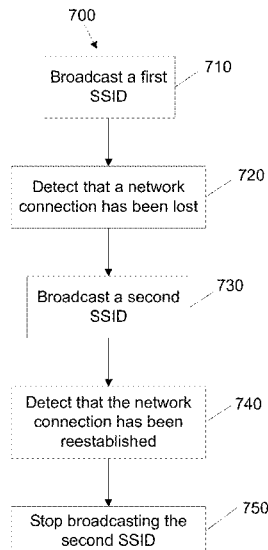 700
Broadcast a first
SSID
710
Detect that a network
connection has been lost
720
Broadcast a second
SSID
730
Detect that the network
connection has been
reestablished
740
Stop broadcasting the
second SSID
750